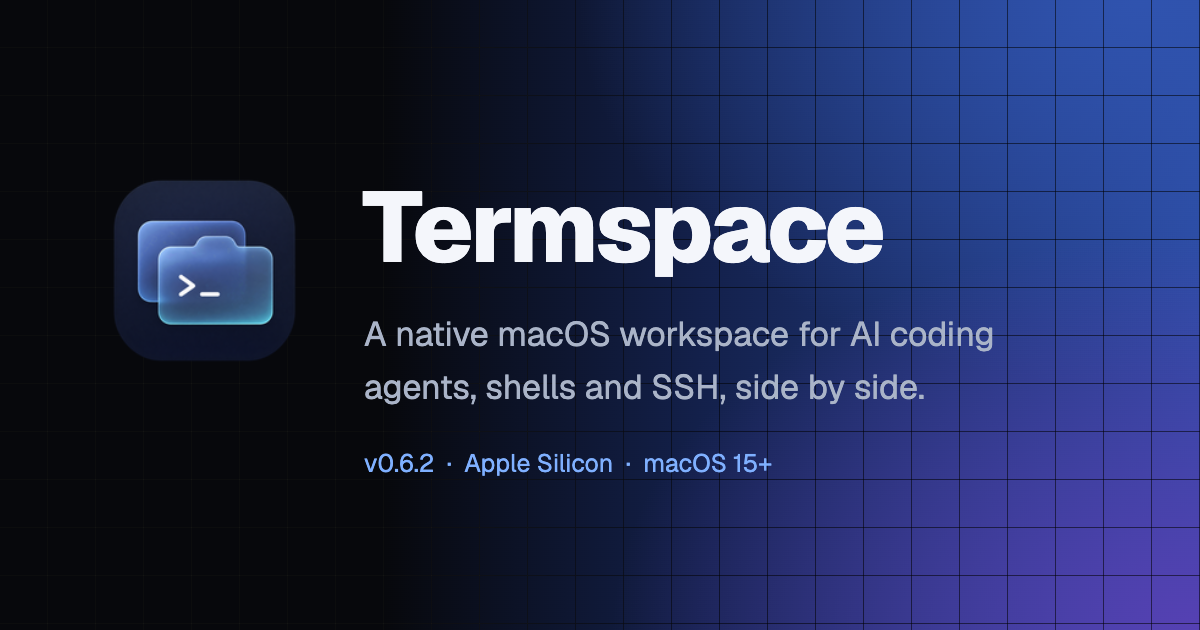 >_
Termspace
A native macOS workspace for AI coding
agents, shells and SSH, side by side.
v0.6.2 · Apple Silicon · macOS 15+